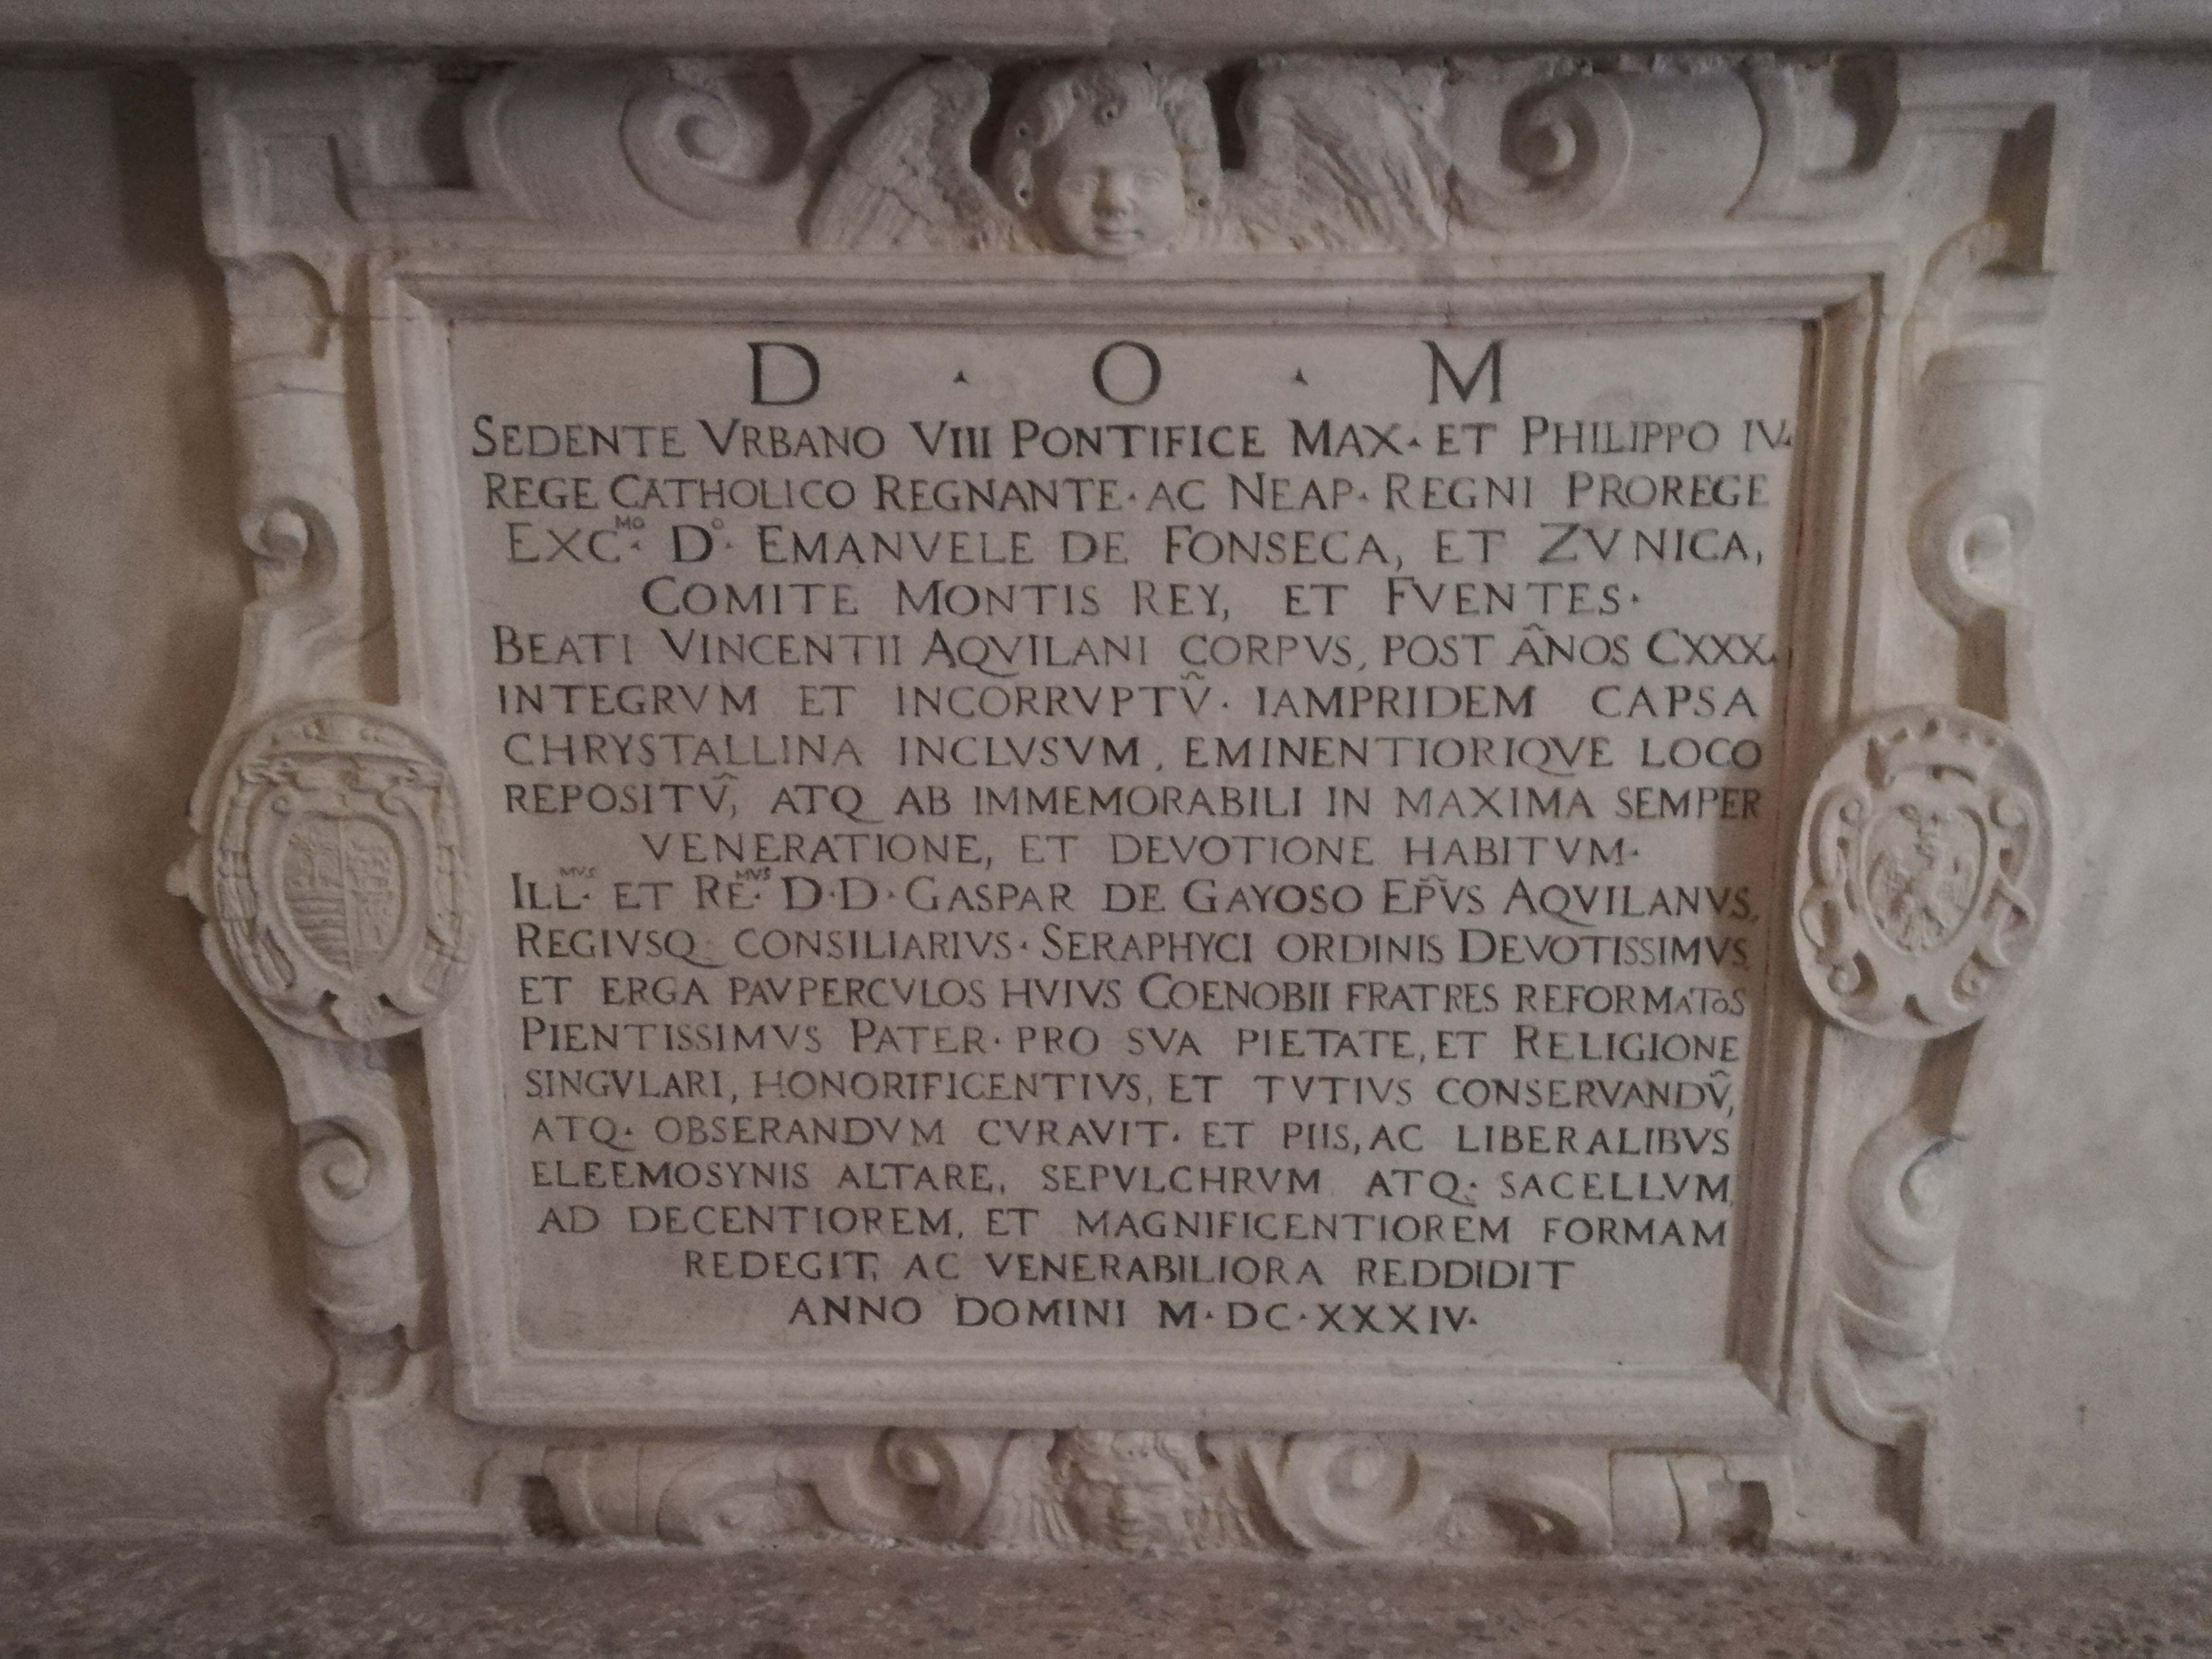 D · O · M
SEDENTE VRBANO VIII PONTIFICE MAX· ET PHILIPPO IV·
REGE CATHOLICO REGNANTE· AC NEAP· REGNI PROREGE
EXC.MO D.O EMANVELE DE FONSECA, ET ZVNICA,
COMITE MONTIS REY, ET FVENTES·
BEATI VINCENTII AQVILANI CORPVS, POST ÂNOS CXXX·
INTEGRVM ET INCORRVPTV̂· IAMPRIDEM CAPSA
CHRYSTALLINA INCLVSVM, EMINENTIORIQVE LOCO
REPOSITV̂, ATQ AB IMMEMORABILI IN MAXIMA SEMPER
VENERATIONE, ET DEVOTIONE HABITVM·
ILL·MVS ET RE·MVS D·D· GASPAR DE GAYOSO EP̃VS AQVILANVS,
REGIVSQ: CONSILIARIVS· SERAPHYCI ORDINIS DEVOTISSIMVS
ET ERGA PAVPERCVLOS HVIVS COENOBII FRATRES REFORMATOS
PIENTISSIMVS PATER· PRO SVA PIETATE, ET RELIGIONE
SINGVLARI, HONORIFICENTIVS, ET TVTIVS CONSERVANDV̂,
ATQ· OBSERANDVM CVRAVIT· ET PIIS, AC LIBERALIBVS
ELEEMOSYNIS ALTARE, SEPVLCHRVM ATQ: SACELLVM,
AD DECENTIOREM, ET MAGNIFICENTIOREM FORMAM
REDEGIT, AC VENERABILIORA REDDIDIT
ANNO DOMINI M·DC·XXXIV·